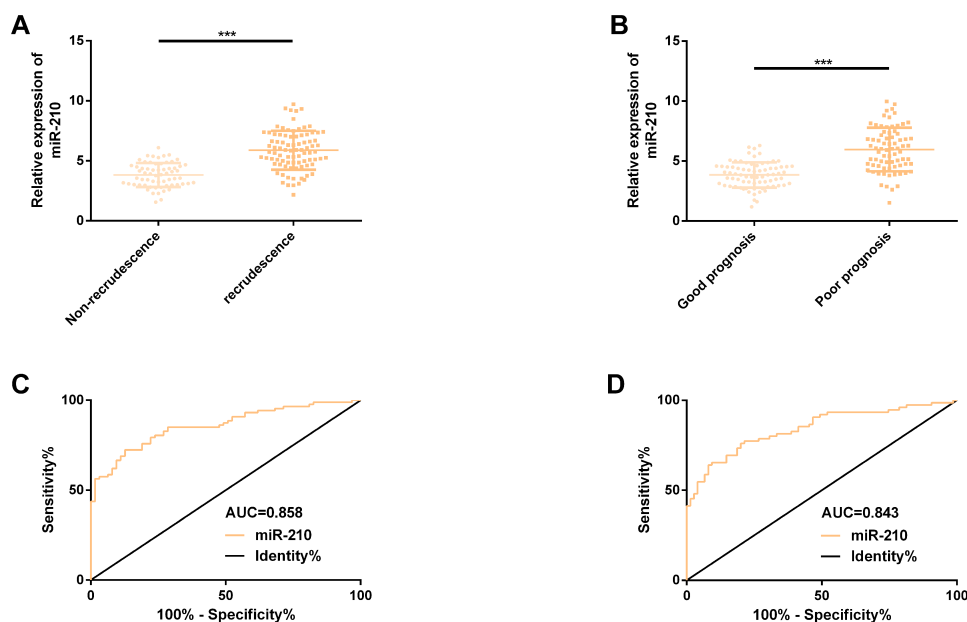 A
Relative expression of
miR-210
15
10
5
0
***
Non-recrudescence
recrudescence
B
Relative expression of
miR-210
15
10
5
0
***
Good prognosis
Poor prognosis
C
Sensitivity%
100
50
0
AUC=0.858
miR-210
Identity%
0
50
100
100% - Specificity%
D
Sensitivity%
100
50
0
AUC=0.843
miR-210
Identity%
0
50
100
100% - Specificity%